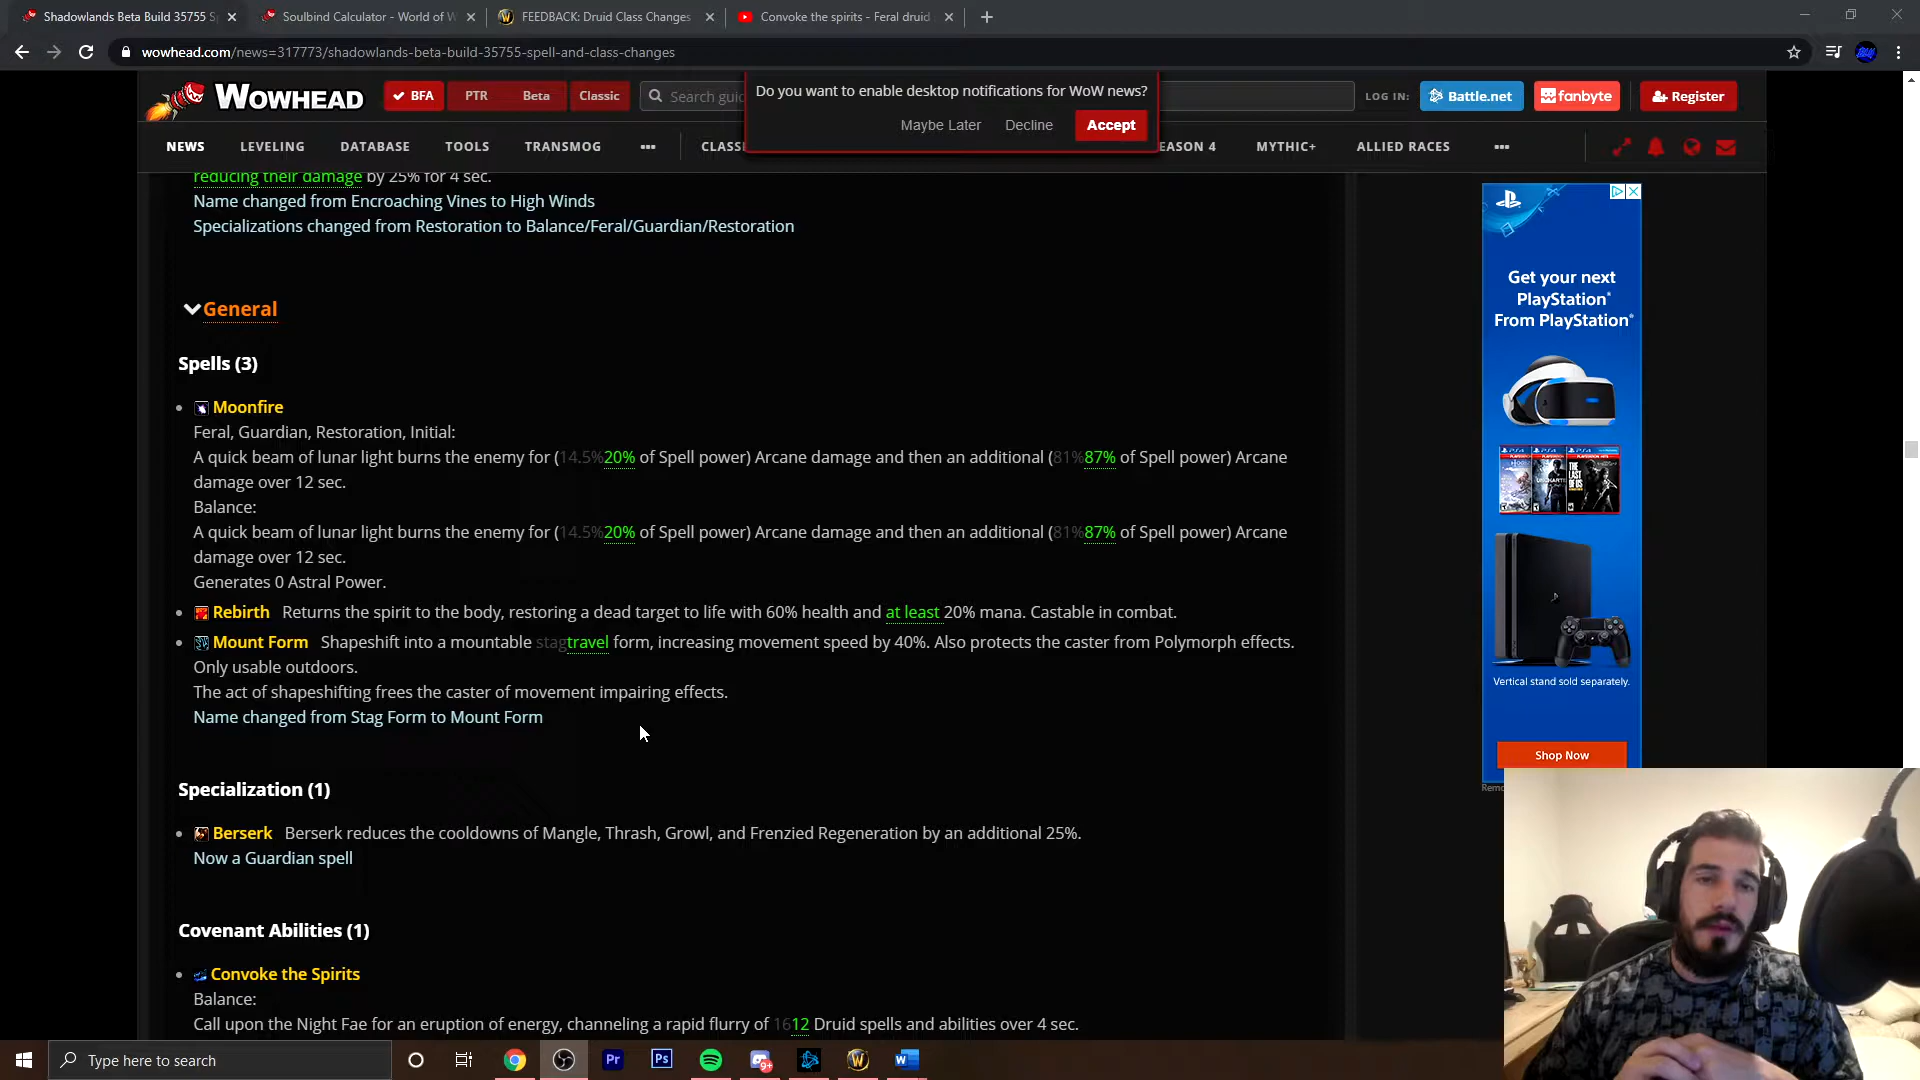 Shadowlands Beta Build 35755 S
Soulbind Calculator - World of W
FEEDBACK: Druid Class Changes
Convoke the spirits - Feral druid
wowhead.com/news=317773/shadowlands-beta-build-35755-spell-and-class-changes
WOWHEAD
BFA
PTR
Beta
Classic
Search guid
Do you want to enable desktop notifications for WoW news?
Maybe Later
Decline
Accept
LOG IN:
Battle.net
fanbyte
Register
NEWS
LEVELING
DATABASE
TOOLS
TRANSMOG
CLASS
EASON 4
MYTHIC+
ALLIED RACES
reducing their damage by 25% for 4 sec.
Name changed from Encroaching Vines to High Winds
Specializations changed from Restoration to Balance/Feral/Guardian/Restoration
General
Spells (3)
Moonfire
Feral, Guardian, Restoration, Initial:
A quick beam of lunar light burns the enemy for (14.5%20% of Spell power) Arcane damage and then an additional (81%87% of Spell power) Arcane
damage over 12 sec.
Balance:
A quick beam of lunar light burns the enemy for (14.5%20% of Spell power) Arcane damage and then an additional (81%87% of Spell power) Arcane
damage over 12 sec.
Generates 0 Astral Power.
Rebirth Returns the spirit to the body, restoring a dead target to life with 60% health and at least 20% mana. Castable in combat.
Mount Form Shapeshift into a mountable stagtravel form, increasing movement speed by 40%. Also protects the caster from Polymorph effects.
Only usable outdoors.
The act of shapeshifting frees the caster of movement impairing effects.
Name changed from Stag Form to Mount Form
Specialization (1)
Berserk Berserk reduces the cooldowns of Mangle, Thrash, Growl, and Frenzied Regeneration by an additional 25%.
Now a Guardian spell
Covenant Abilities (1)
Convoke the Spirits
Balance:
Call upon the Night Fae for an eruption of energy, channeling a rapid flurry of 1612 Druid spells and abilities over 4 sec.
Get your next
PlayStation®
From PlayStation®
Vertical stand sold separately.
Shop Now
Remo
Type here to search
Pr
Ps
9+